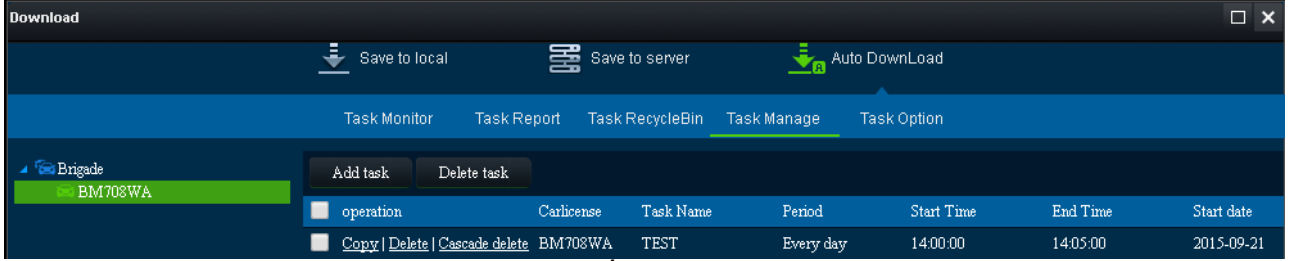 Download
Save to local Save to server Auto DownLoad
Task Monitor Task Report Task RecycleBin Task Manage Task Option
Brigade
BM708WA
Add task Delete task
operation Carlicense Task Name Period Start Time End Time Start date
Copy | Delete | Cascade delete BM708WA TEST Every day 14:00:00 14:05:00 2015-09-21